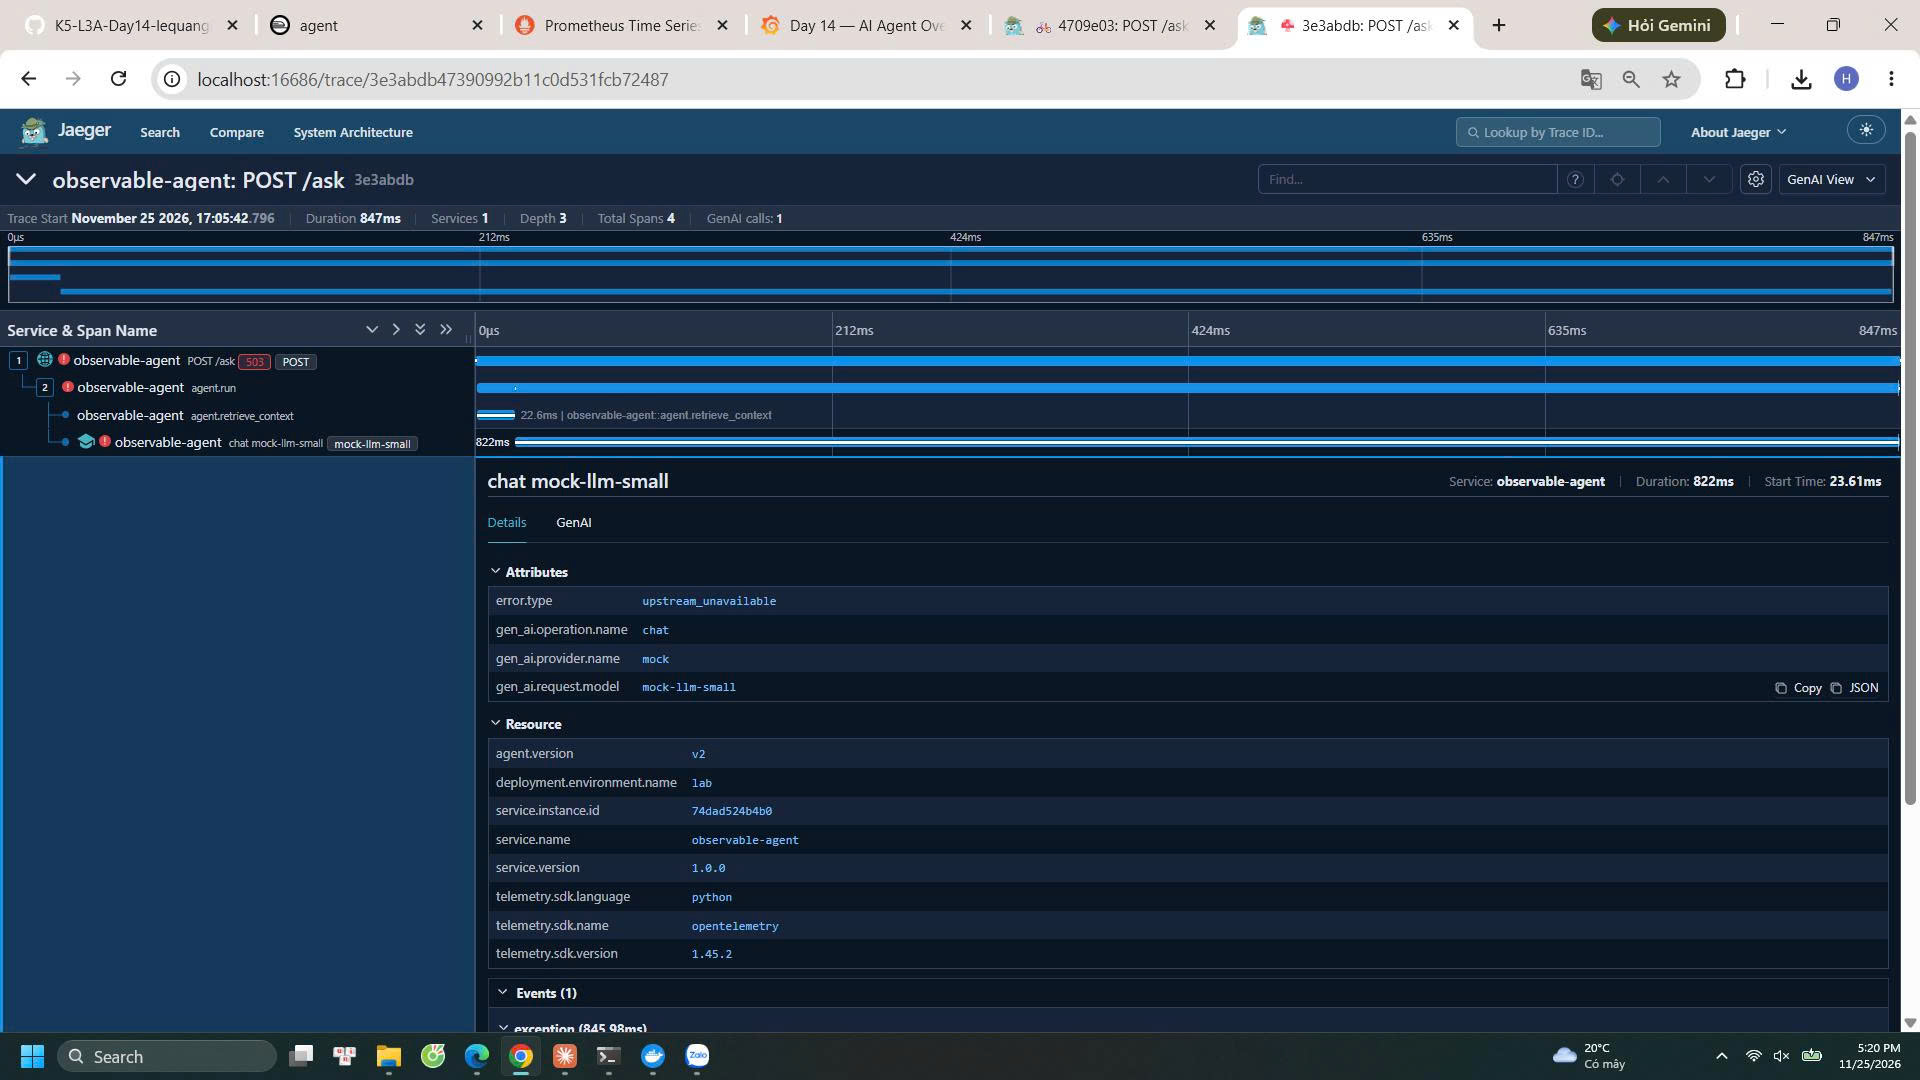 K5-L3A-Day14-lequang
agent
Prometheus Time Series
Day 14 — AI Agent Ove
4709e03: POST /ask
3e3abdb: POST /ask
Hỏi Gemini
localhost:16686/trace/3e3abdb47390992b11c0d531fcb72487
H
Jaeger
Search
Compare
System Architecture
Lookup by Trace ID...
About Jaeger
observable-agent: POST /ask 3e3abdb
Find...
?
GenAI View
Trace Start November 25 2026, 17:05:42.796 Duration 847ms Services 1 Depth 3 Total Spans 4 GenAI calls: 1
0μs 212ms 424ms 635ms 847ms
Service & Span Name
0μs 212ms 424ms 635ms 847ms
1 observable-agent POST /ask 503 POST
2 observable-agent agent.run
observable-agent agent.retrieve_context
22.6ms | observable-agent::agent.retrieve_context
observable-agent chat mock-llm-small mock-llm-small
822ms
chat mock-llm-small
Service: observable-agent Duration: 822ms Start Time: 23.61ms
Details GenAI
Attributes
error.type upstream_unavailable
gen_ai.operation.name chat
gen_ai.provider.name mock
gen_ai.request.model mock-llm-small
Copy JSON
Resource
agent.version v2
deployment.environment.name lab
service.instance.id 74dad524b4b0
service.name observable-agent
service.version 1.0.0
telemetry.sdk.language python
telemetry.sdk.name opentelemetry
telemetry.sdk.version 1.45.2
Events (1)
exception (845.98ms)
Search
Zalo
20°C
Có mây
5:20 PM
11/25/2026